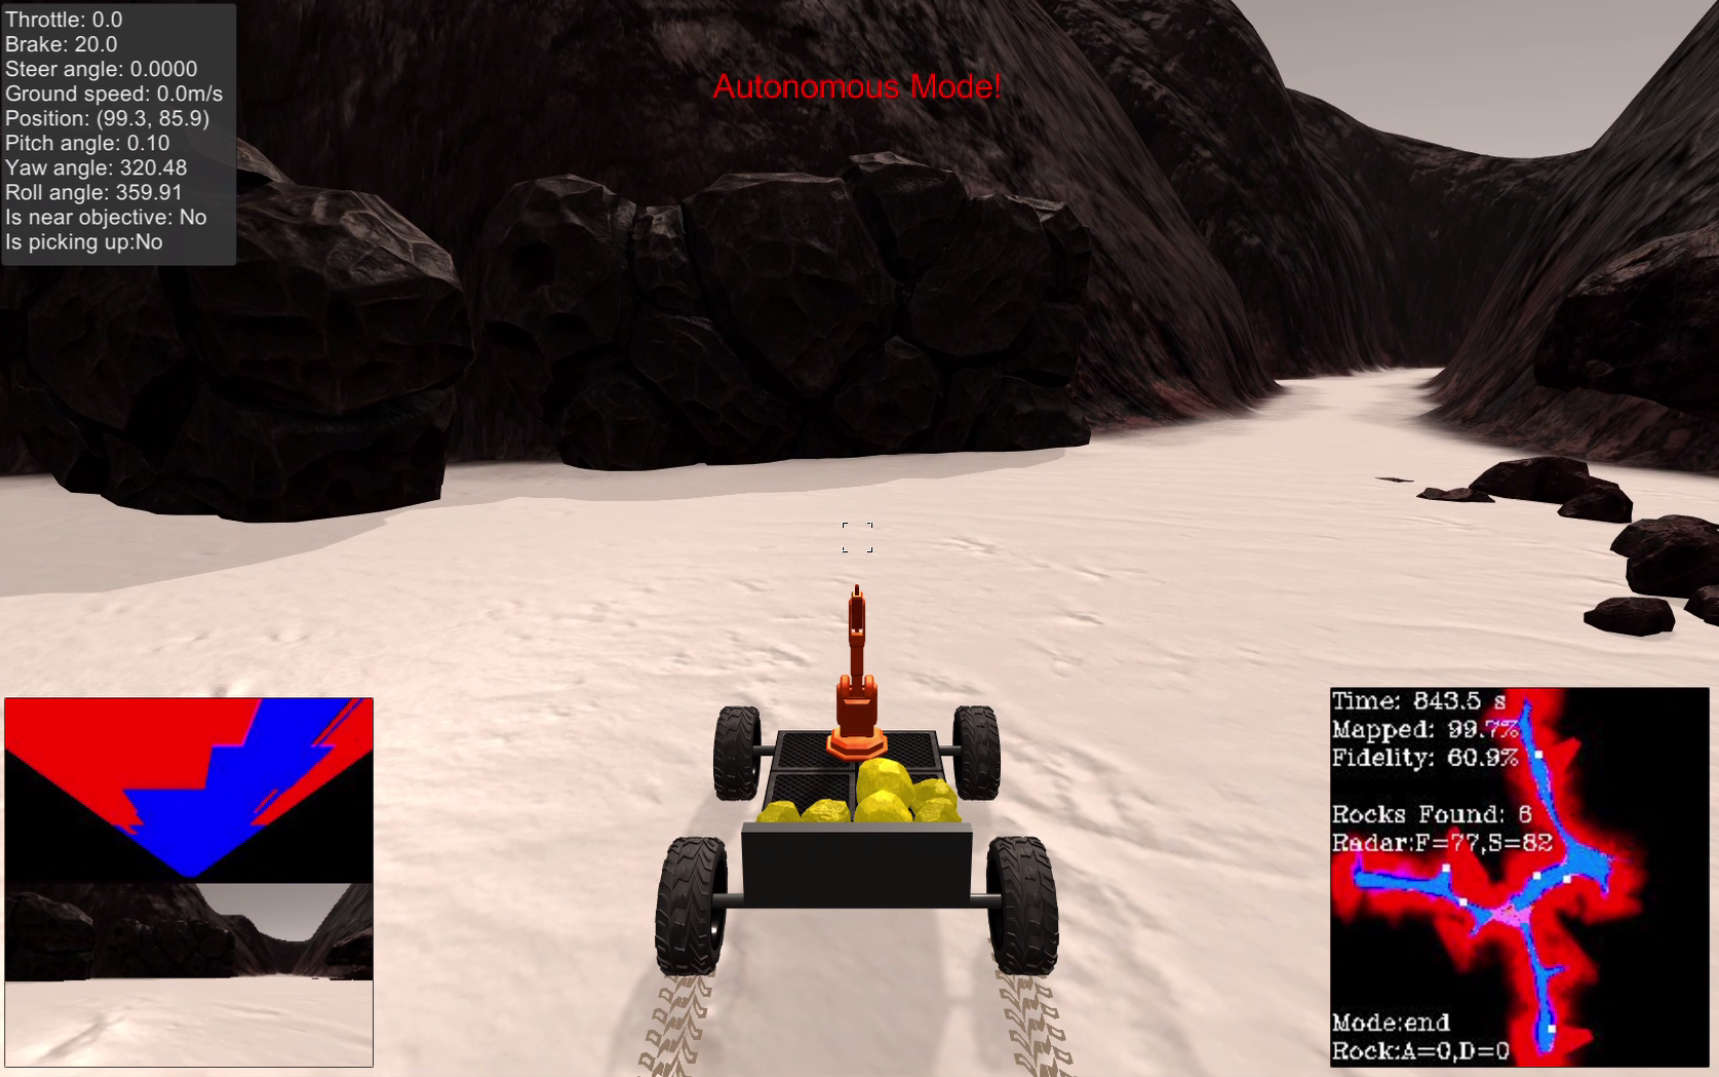 Throttle: 0.0
Brake: 20.0
Steer angle: 0.0000
Ground speed: 0.0m/s
Position: (99.3, 85.9)
Pitch angle: 0.10
Yaw angle: 320.48
Roll angle: 359.91
Is near objective: No
Is picking up:No
Autonomous Mode!
Time: 843.5 s
Mapped: 99.7%
Fidelity: 60.9%
Rocks Found: 6
Radar:F=77,S=82
Mode:end
Rock:A=0,D=0